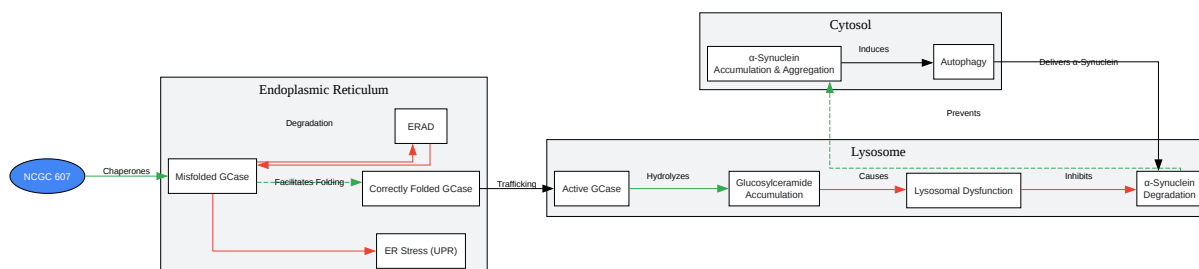 Cytosol
α-Synuclein
Accumulation & Aggregation
Induces
Autophagy
Delivers α-Synuclein
Prevents
Endoplasmic Reticulum
Degradation
ERAD
NCGC 607
Chaperones
Misfolded GCase
Facilitates Folding
Correctly Folded GCase
ER Stress (UPR)
Trafficking
Lysosome
Active GCase
Hydrolyzes
Glucosylceramide
Accumulation
Causes
Lysosomal Dysfunction
Inhibits
α-Synuclein
Degradation